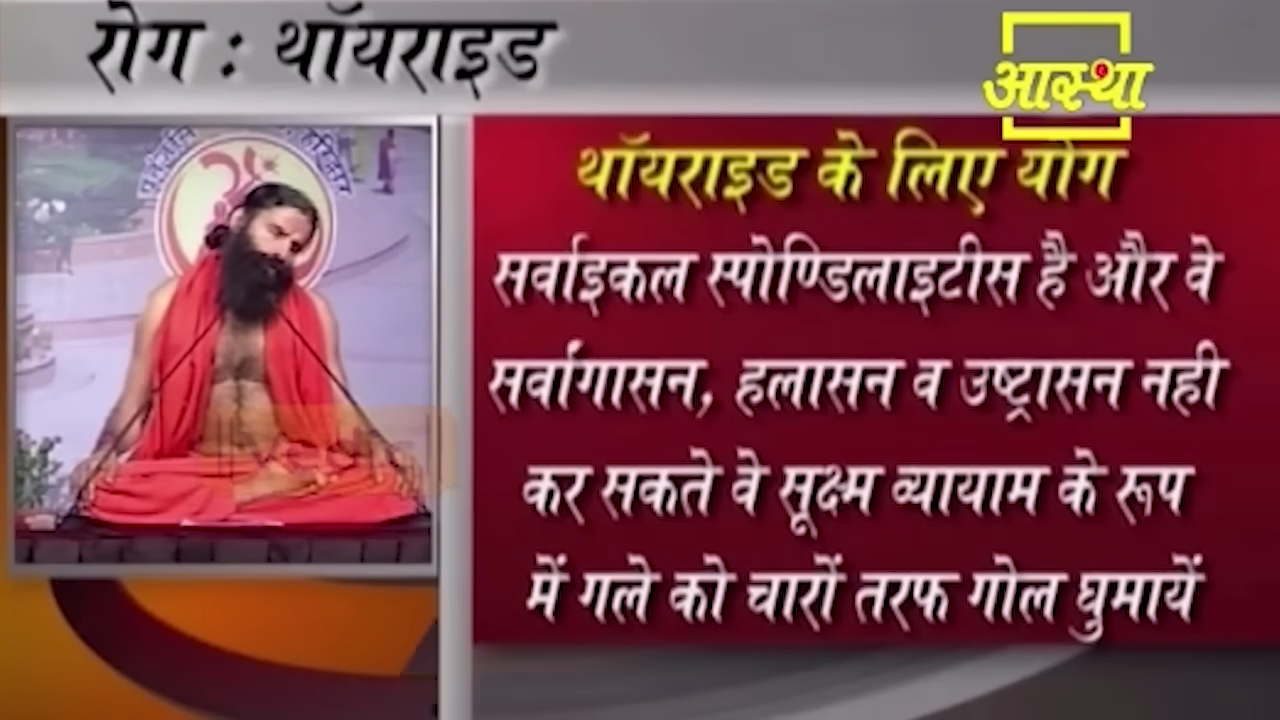 रोग : थॉयराइड
आस्था
हरिद्वार
थॉयराइड के लिए योग
सर्वाइकल स्पोण्डिलाइटीस है और वे
सर्वांगासन, हलासन व उष्ट्रासन नही
कर सकते वे सूक्ष्म व्यायाम के रूप
में गले को चारों तरफ गोल घुमायें